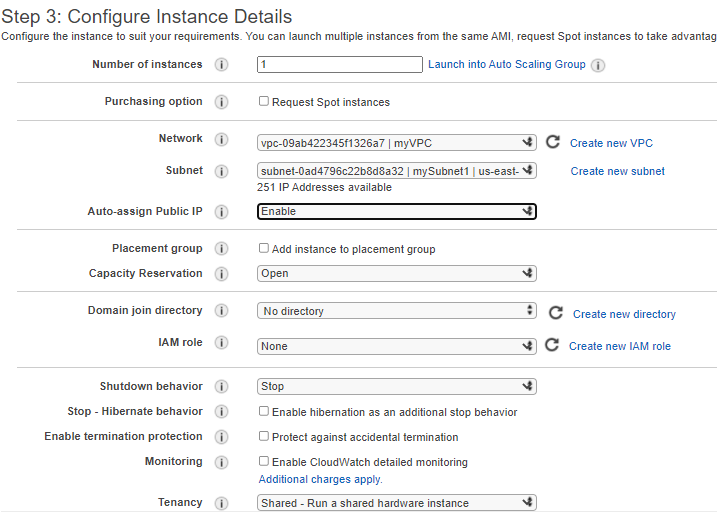 Step 3: Configure Instance Details
Configure the instance to suit your requirements. You can launch multiple instances from the same AMI, request Spot instances to take advantag
Number of instances i 1 Launch into Auto Scaling Group i
Purchasing option i Request Spot instances
Network i vpc-09ab422345f1326a7 | myVPC Create new VPC
Subnet i subnet-0ad4796c22b8d8a32 | mySubnet1 | us-east- Create new subnet
251 IP Addresses available
Auto-assign Public IP i Enable
Placement group i Add instance to placement group
Capacity Reservation i Open
Domain join directory i No directory Create new directory
IAM role i None Create new IAM role
Shutdown behavior i Stop
Stop - Hibernate behavior i Enable hibernation as an additional stop behavior
Enable termination protection i Protect against accidental termination
Monitoring i Enable CloudWatch detailed monitoring
Additional charges apply.
Tenancy i Shared - Run a shared hardware instance